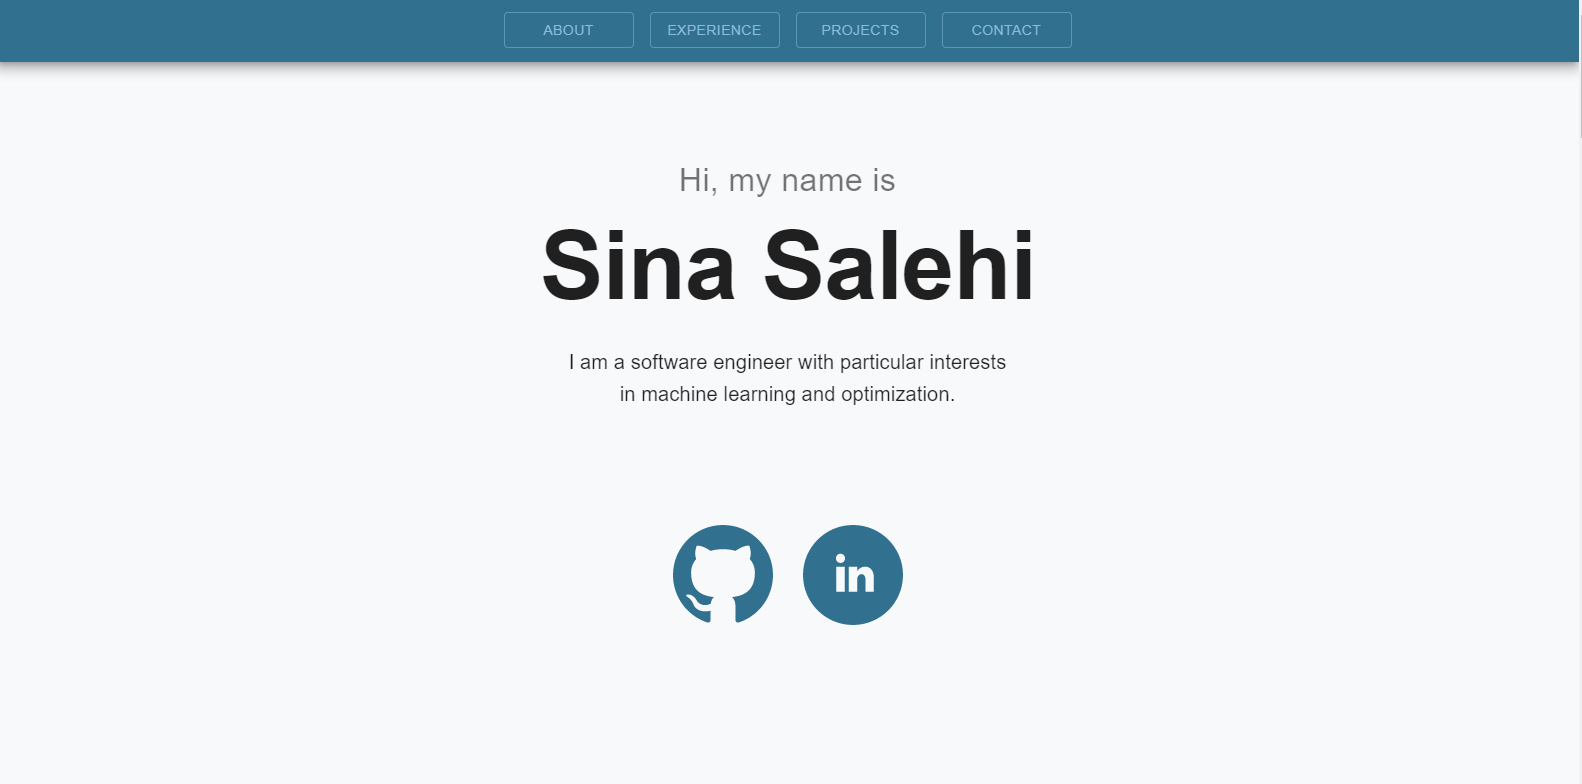 ABOUT
EXPERIENCE
PROJECTS
CONTACT
Hi, my name is
Sina Salehi
I am a software engineer with particular interests
in machine learning and optimization.
in